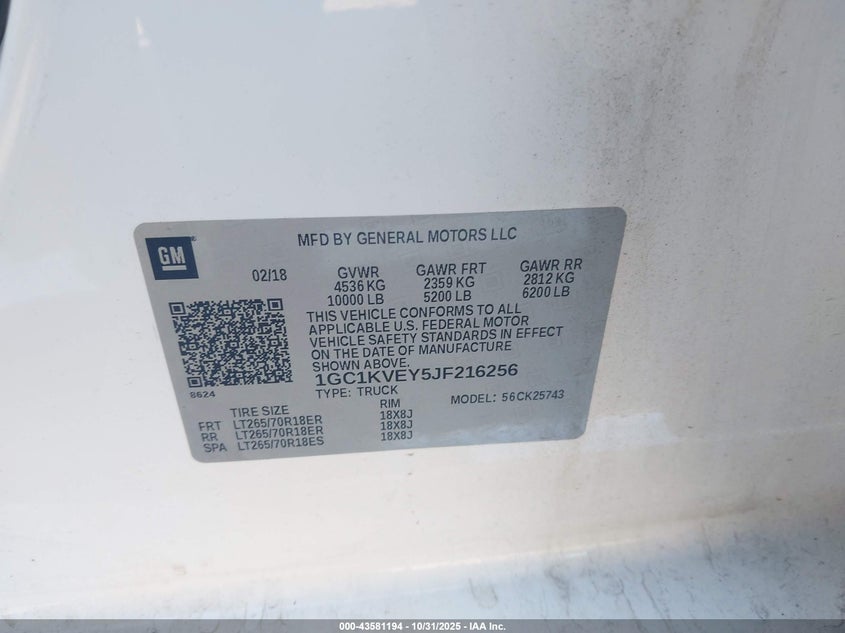 MFD BY GENERAL MOTORS LLC
GM
02/18 GVWR GAWR FRT GAWR RR
4536 KG 2359 KG 2812 KG
10000 LB 5200 LB 6200 LB
THIS VEHICLE CONFORMS TO ALL
APPLICABLE U.S. FEDERAL MOTOR
VEHICLE SAFETY STANDARDS IN EFFECT
ON THE DATE OF MANUFACTURE
SHOWN ABOVE.
1GC1KVEY5JF216256
8624
TYPE: TRUCK MODEL: 56CK25743
TIRE SIZE RIM
FRT LT265/70R18ER 18X8J
RR LT265/70R18ER 18X8J
SPA LT265/70R18ES 18X8J
000-43581194 - 10/31/2025 - IAA Inc.